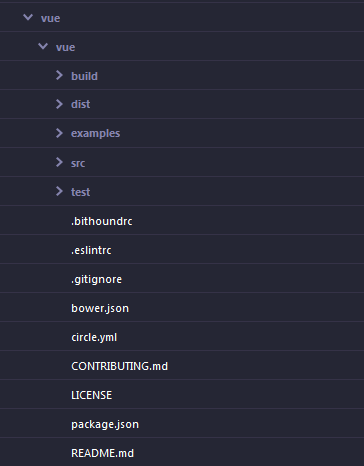 vue
vue
build
dist
examples
src
test
.bithoundrc
.eslintrc
.gitignore
bower.json
circle.yml
CONTRIBUTING.md
LICENSE
package.json
README.md